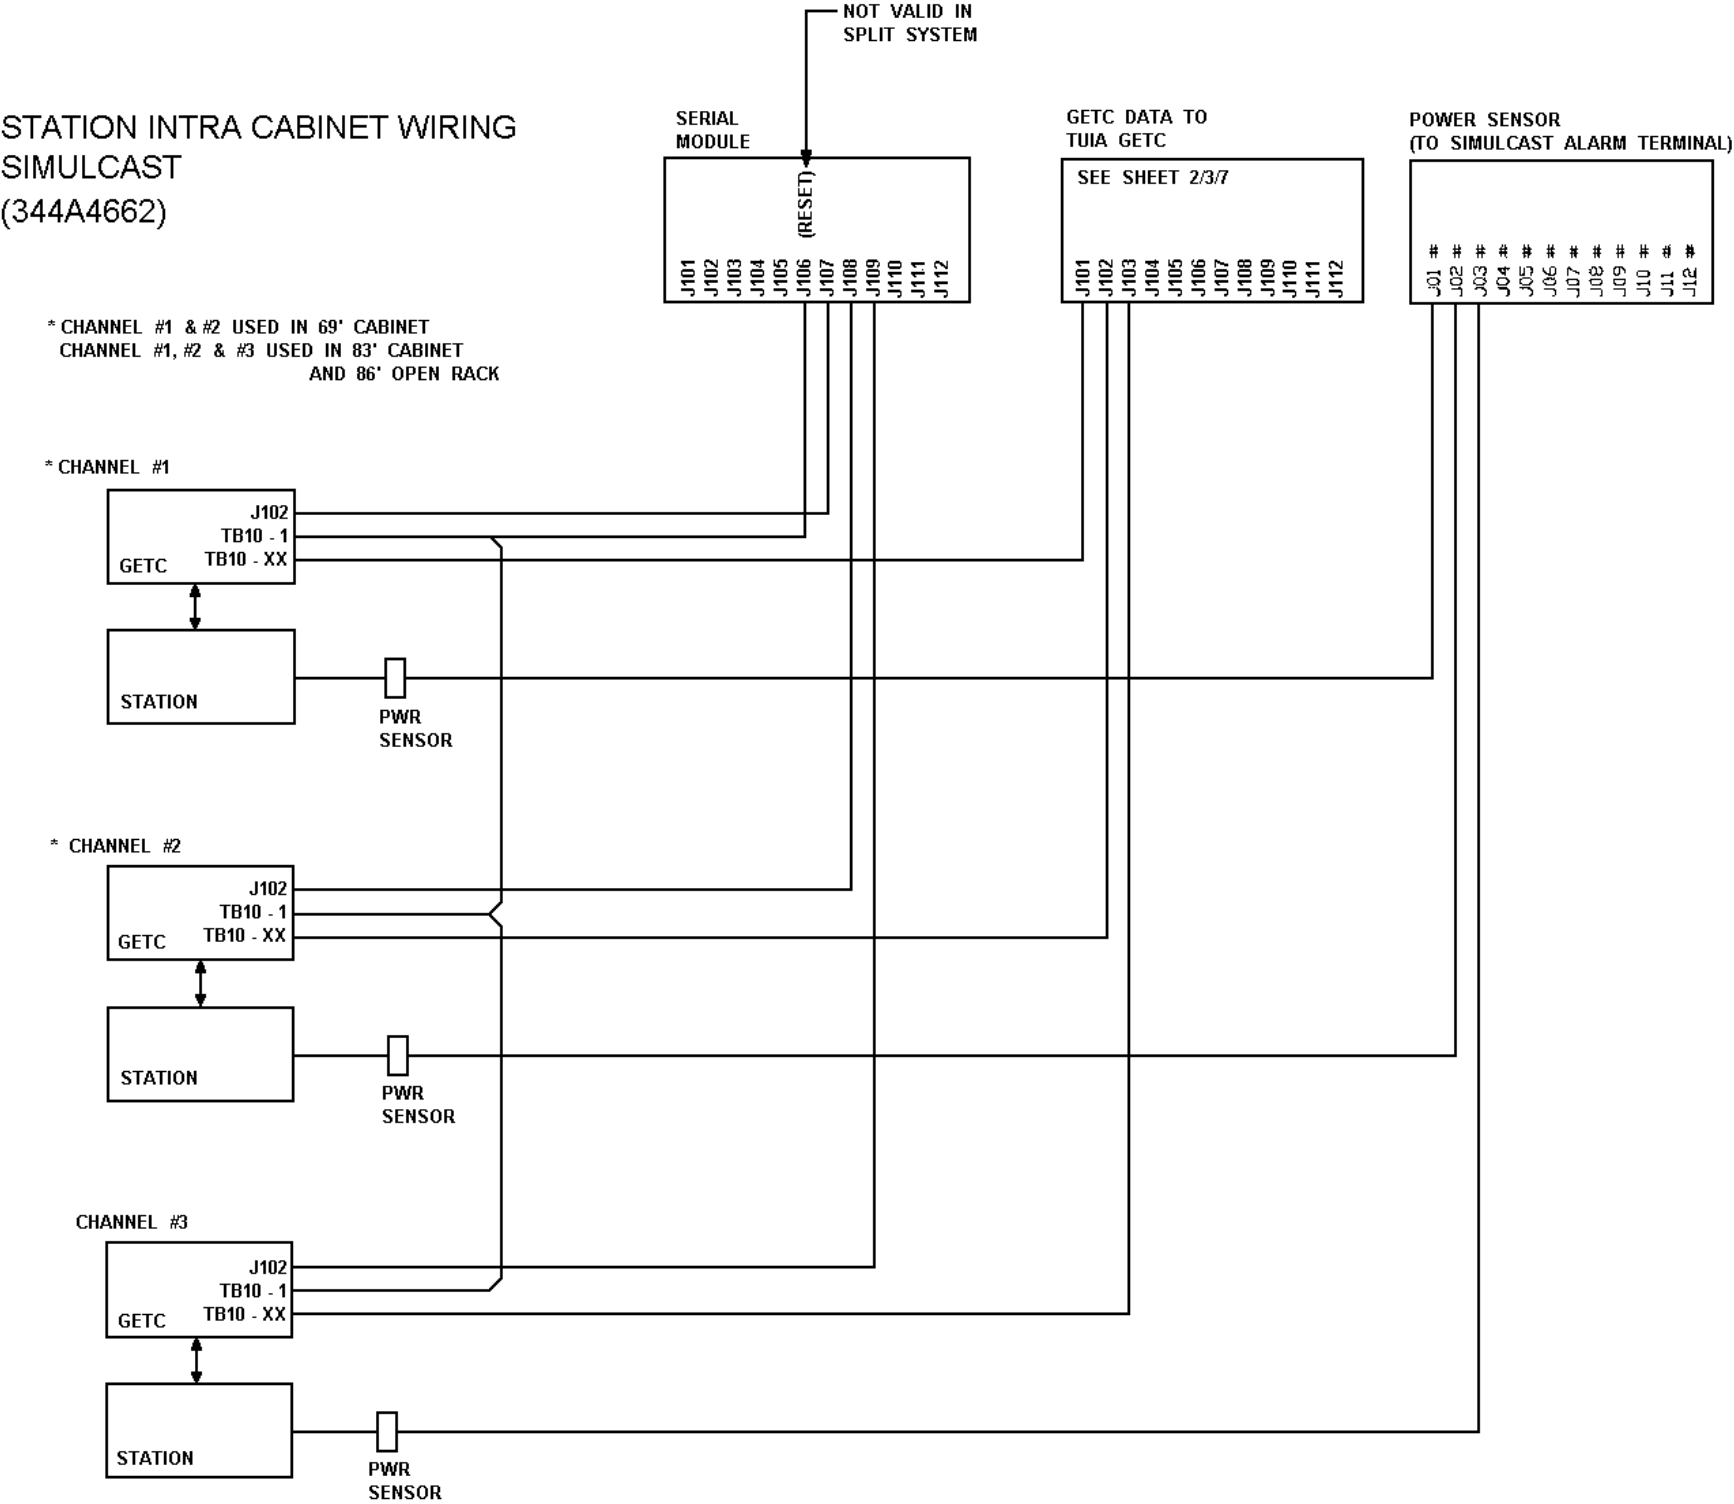 NOT VALID IN
SPLIT SYSTEM
STATION INTRA CABINET WIRING
SIMULCAST
(344A4662)
SERIAL
MODULE
(RESET)
J101
J102
J103
J104
J105
J106
J107
J108
J109
J110
J111
J112
GETC DATA TO
TUIA GETC
SEE SHEET 2/3/7
J101
J102
J103
J104
J105
J106
J107
J108
J109
J110
J111
J112
POWER SENSOR
(TO SIMULCAST ALARM TERMINAL)
J01 #
J02 #
J03 #
J04 #
J05 #
J06 #
J07 #
J08 #
J09 #
J10 #
J11 #
J12 #
* CHANNEL #1 & #2 USED IN 69' CABINET
CHANNEL #1, #2 & #3 USED IN 83' CABINET
AND 86' OPEN RACK
* CHANNEL #1
J102
TB10 - 1
TB10 - XX
GETC
STATION
PWR
SENSOR
* CHANNEL #2
J102
TB10 - 1
TB10 - XX
GETC
STATION
PWR
SENSOR
CHANNEL #3
J102
TB10 - 1
TB10 - XX
GETC
STATION
PWR
SENSOR